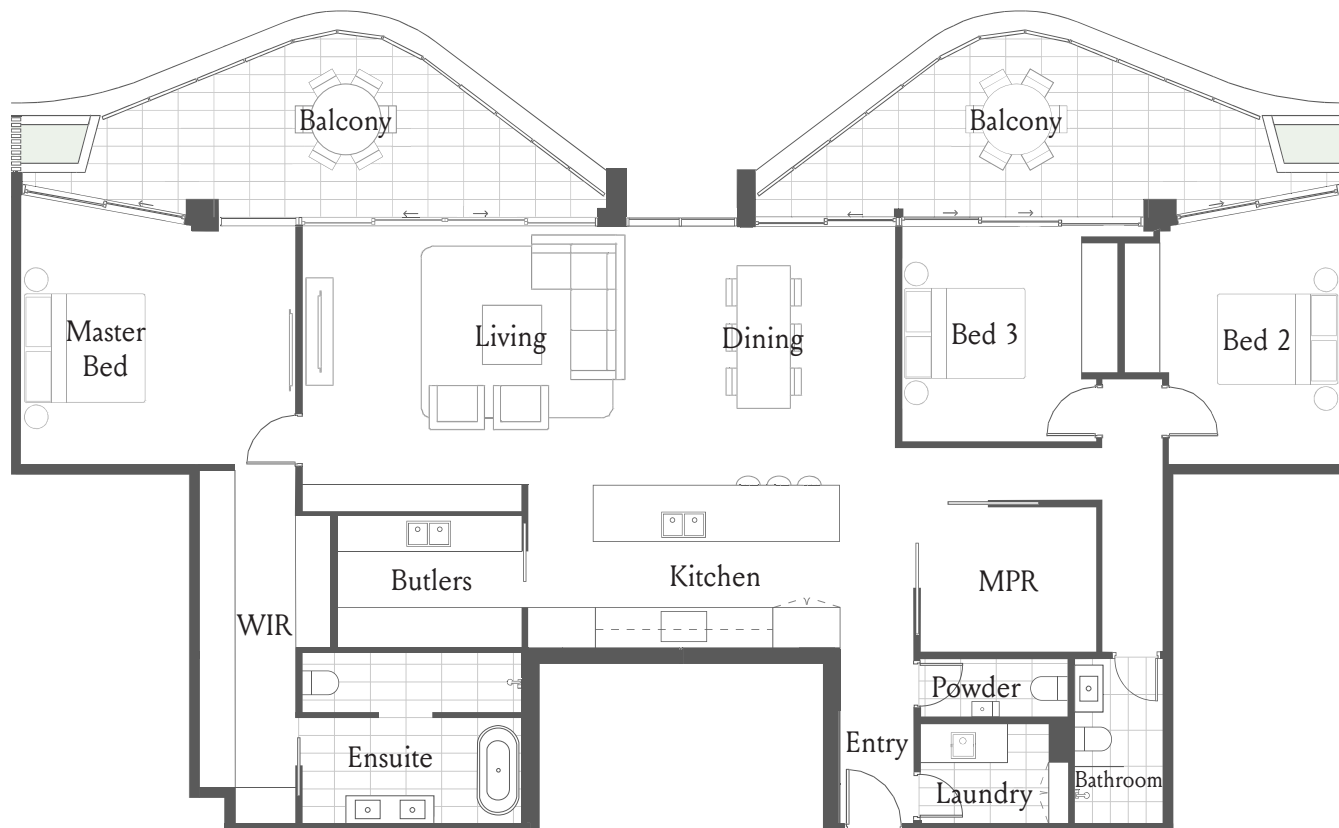 Balcony
Balcony
Master
Bed
Living
Dining
Bed 3
Bed 2
Butlers
Kitchen
MPR
WIR
Powder
Ensuite
Entry
Laundry
Bathroom